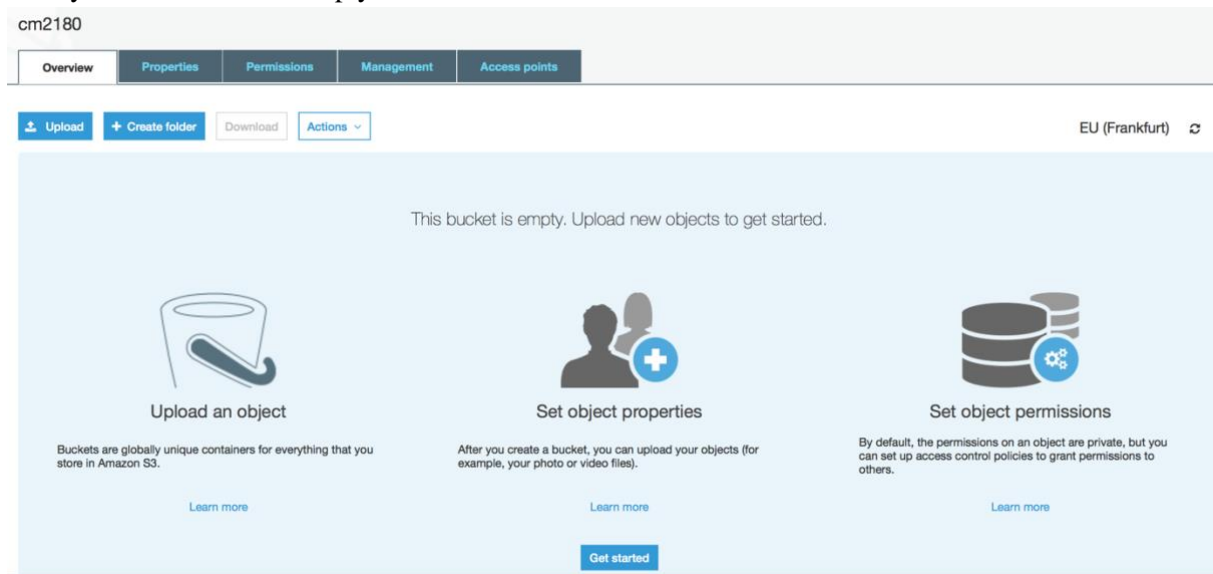 cm2180
Overview Properties Permissions Management Access points
Upload + Create folder Download Actions EU (Frankfurt)
This bucket is empty. Upload new objects to get started.
Upload an object Set object properties Set object permissions
Buckets are globally unique containers for everything that you
store in Amazon S3.
After you create a bucket, you can upload your objects (for
example, your photo or video files).
By default, the permissions on an object are private, but you
can set up access control policies to grant permissions to
others.
Learn more Learn more Learn more
Get started